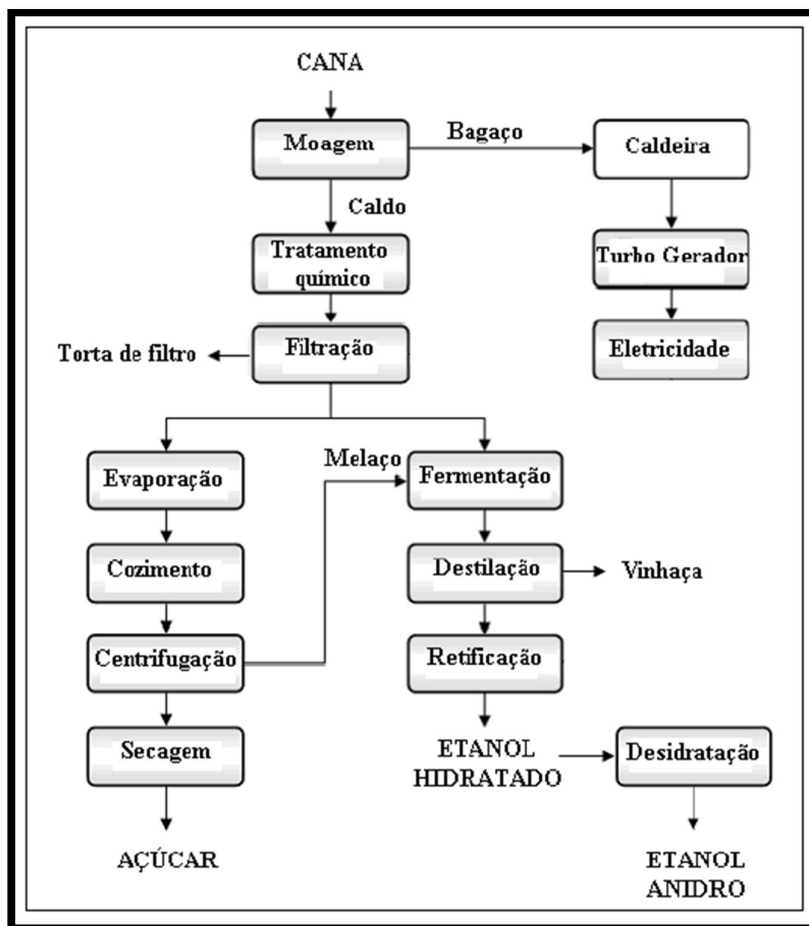 CANA
Moagem
Bagaço
Caldeira
Caldo
Tratamento
químico
Turbo Gerador
Torta de filtro
Filtração
Eletricidade
Evaporação
Melaço
Fermentação
Cozimento
Destilação
Vinhaça
Centrifugação
Retificação
Secagem
ETANOL
HIDRATADO
Desidratação
AÇÚCAR
ETANOL
ANIDRO